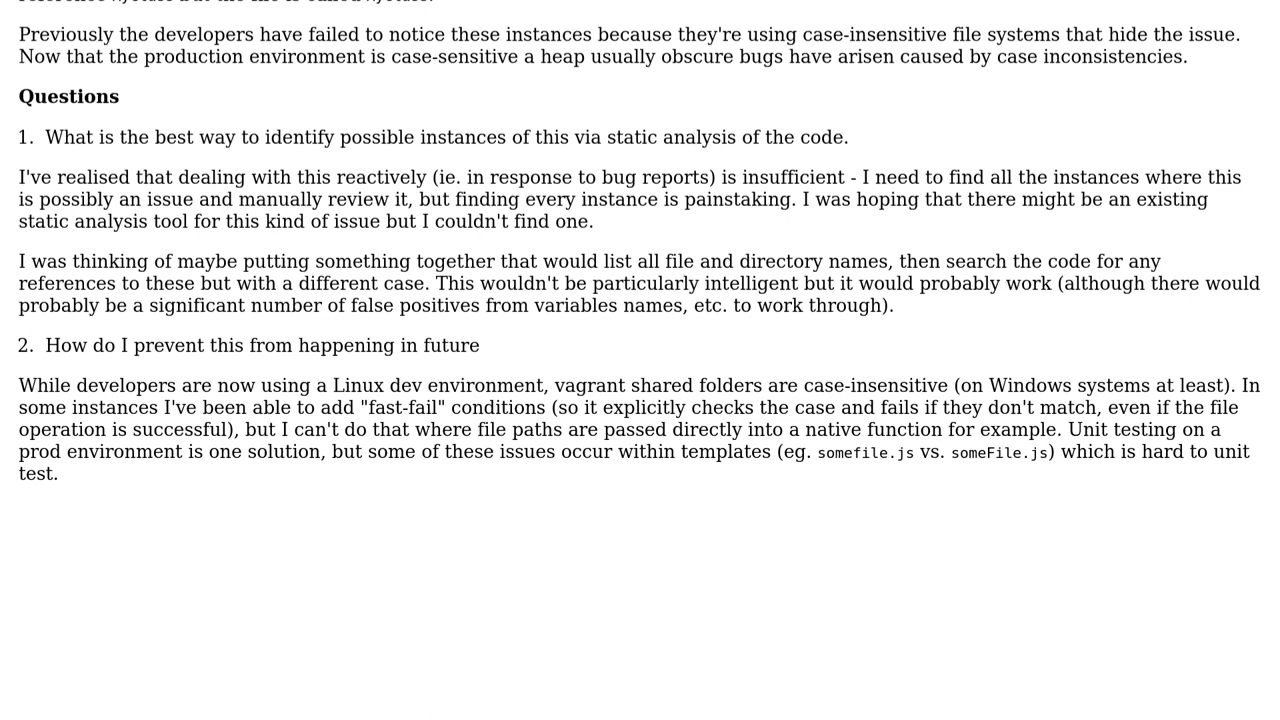 Previously the developers have failed to notice these instances because they're using case-insensitive file systems that hide the issue.
Now that the production environment is case-sensitive a heap usually obscure bugs have arisen caused by case inconsistencies.
Questions
1. What is the best way to identify possible instances of this via static analysis of the code.
I've realised that dealing with this reactively (ie. in response to bug reports) is insufficient - I need to find all the instances where this
is possibly an issue and manually review it, but finding every instance is painstaking. I was hoping that there might be an existing
static analysis tool for this kind of issue but I couldn't find one.
I was thinking of maybe putting something together that would list all file and directory names, then search the code for any
references to these but with a different case. This wouldn't be particularly intelligent but it would probably work (although there would
probably be a significant number of false positives from variables names, etc. to work through).
2. How do I prevent this from happening in future
While developers are now using a Linux dev environment, vagrant shared folders are case-insensitive (on Windows systems at least). In
some instances I've been able to add "fast-fail" conditions (so it explicitly checks the case and fails if they don't match, even if the file
operation is successful), but I can't do that where file paths are passed directly into a native function for example. Unit testing on a
prod environment is one solution, but some of these issues occur within templates (eg. somefile.js vs. someFile.js) which is hard to unit
test.